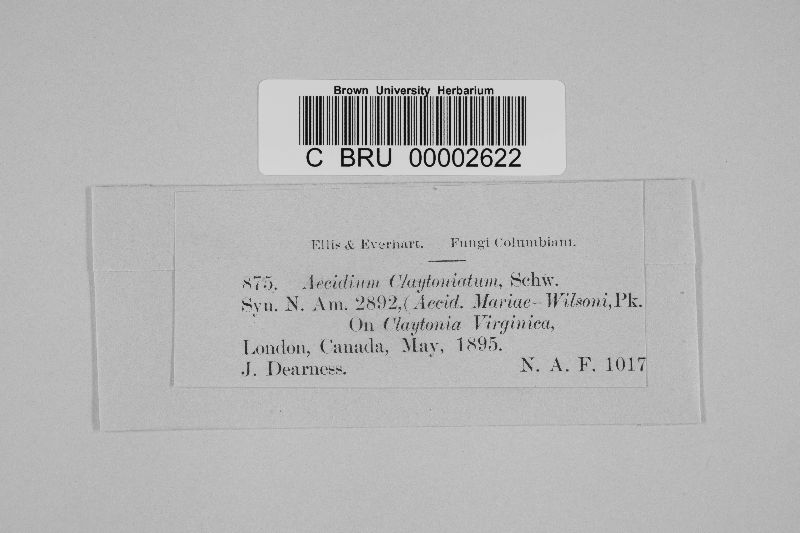 Brown University Herbarium
C BRU 00002622
Ellis & Everhart. Fungi Columbiani.
875. Aecidium Claytoniatum, Schw.
Syn. N. Am. 2892,(Aecid. Mariae-Wilsoni,Pk.
On Claytonia Virginica,
London, Canada, May, 1895.
J. Dearness. N. A. F. 1017